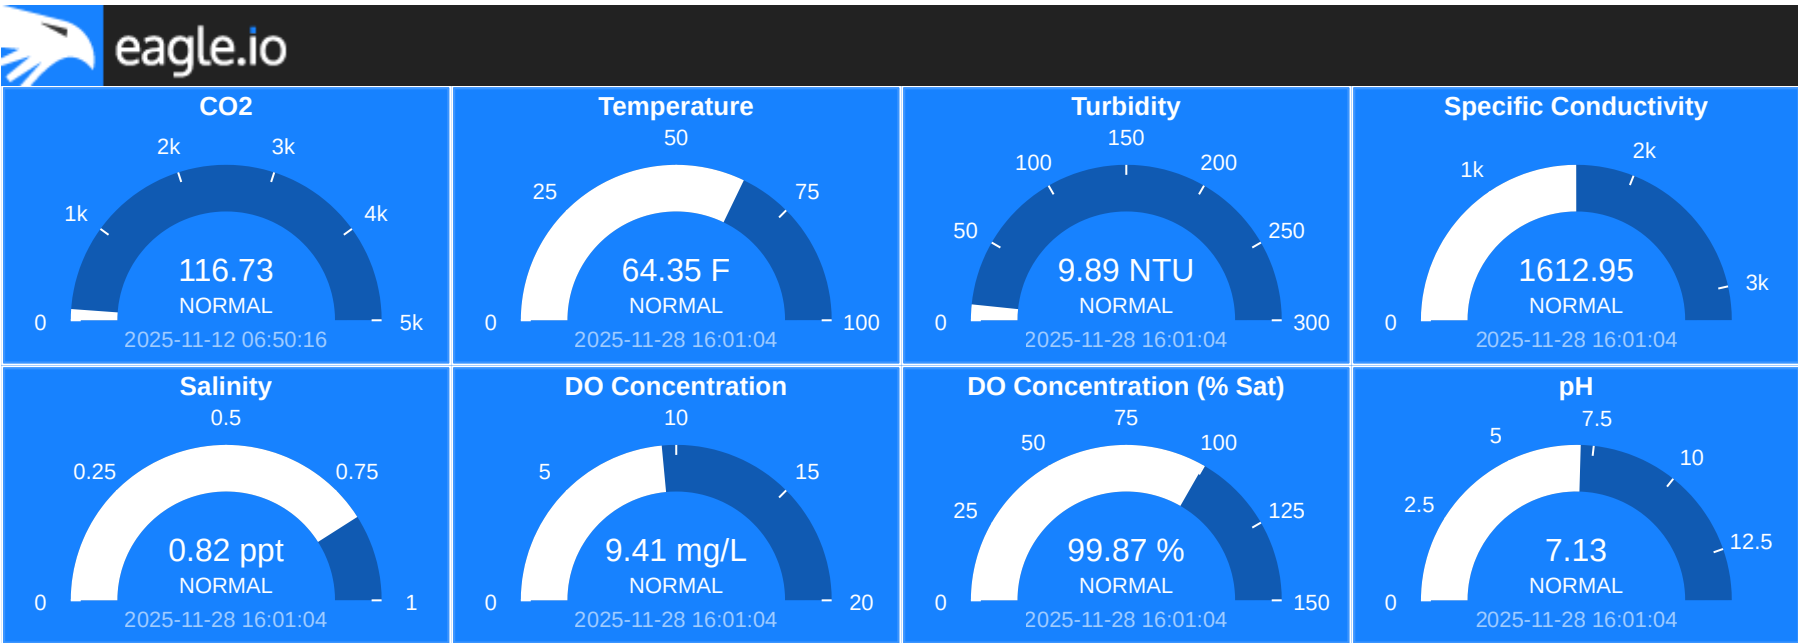 eagle.io
CO2
0
1k
2k
3k
4k
5k
116.73
NORMAL
2025-11-12 06:50:16
Temperature
0
25
50
75
100
64.35 F
NORMAL
2025-11-28 16:01:04
Turbidity
0
50
100
150
200
250
300
9.89 NTU
NORMAL
2025-11-28 16:01:04
Specific Conductivity
0
1k
2k
3k
1612.95
NORMAL
2025-11-28 16:01:04
Salinity
0
0.25
0.5
0.75
1
0.82 ppt
NORMAL
2025-11-28 16:01:04
DO Concentration
0
5
10
15
20
9.41 mg/L
NORMAL
2025-11-28 16:01:04
DO Concentration (% Sat)
0
25
50
75
100
125
150
99.87 %
NORMAL
2025-11-28 16:01:04
pH
0
2.5
5
7.5
10
12.5
7.13
NORMAL
2025-11-28 16:01:04